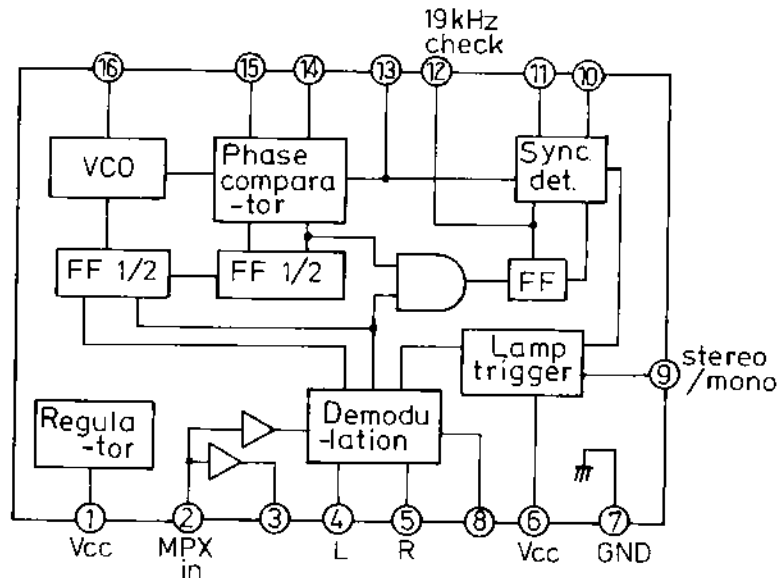 19kHz
check
16
15
14
13
12
11
10
VCO
Phase
compara
-tor
Sync.
det.
FF 1/2
FF 1/2
FF
Lamp
trigger
9
stereo
/mono
Regula
-tor
Demodu
-lation
1
2
3
4
5
8
6
7
Vcc
MPX
in
L
R
Vcc
GND